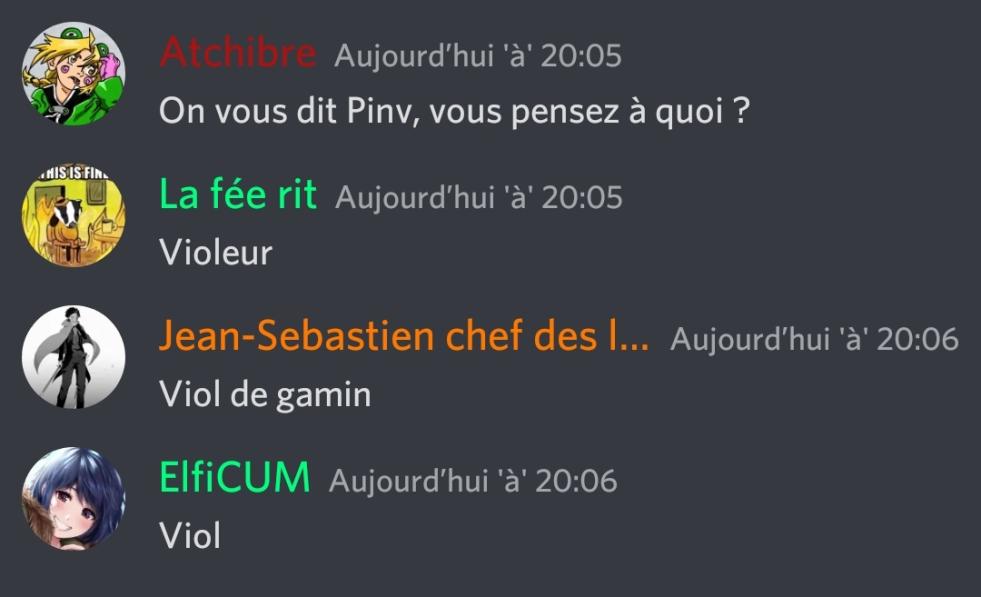 Atchibre Aujourd'hui 'à' 20:05
On vous dit Pinv, vous pensez à quoi ?
THIS IS FINE
La fée rit Aujourd'hui 'à' 20:05
Violeur
Jean-Sebastien chef des l... Aujourd'hui 'à' 20:06
Viol de gamin
ElfiCUM Aujourd'hui 'à' 20:06
Viol